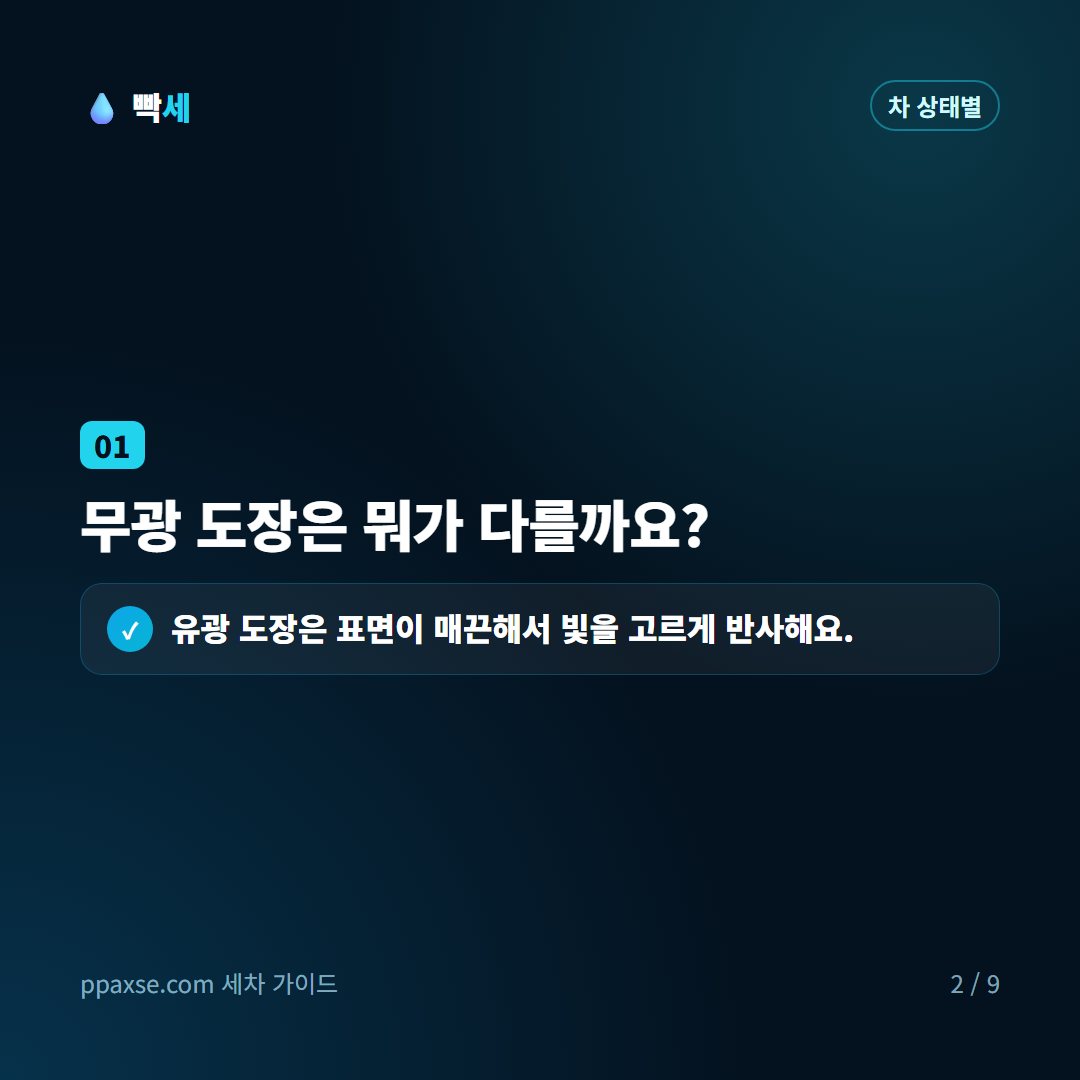 빡세
차 상태별
01
무광 도장은 뭐가 다를까요?
✓ 유광 도장은 표면이 매끈해서 빛을 고르게 반사해요.
ppaxse.com 세차 가이드
2 / 9